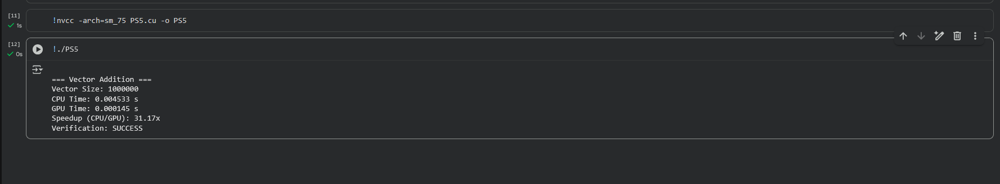 [11]
1s
!nvcc -arch=sm_75 PS5.cu -o PS5
[12]
0s
!./PS5
=== Vector Addition ===
Vector Size: 1000000
CPU Time: 0.004533 s
GPU Time: 0.000145 s
Speedup (CPU/GPU): 31.17x
Verification: SUCCESS